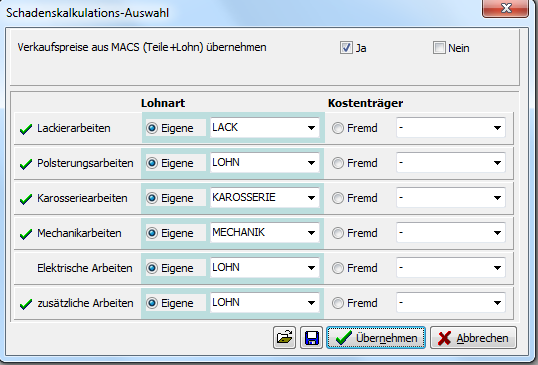 Schadenskalkulations-Auswahl
Verkaufspreise aus MACS (Teile+Lohn) übernehmen Ja Nein
Lohnart Kostenträger
Lackierarbeiten Eigene LACK Fremd -
Polsterungsarbeiten Eigene LOHN Fremd -
Karosseriearbeiten Eigene KAROSSERIE Fremd -
Mechanikarbeiten Eigene MECHANIK Fremd -
Elektrische Arbeiten Eigene LOHN Fremd -
zusätzliche Arbeiten Eigene LOHN Fremd -
Übernehmen Abbrechen